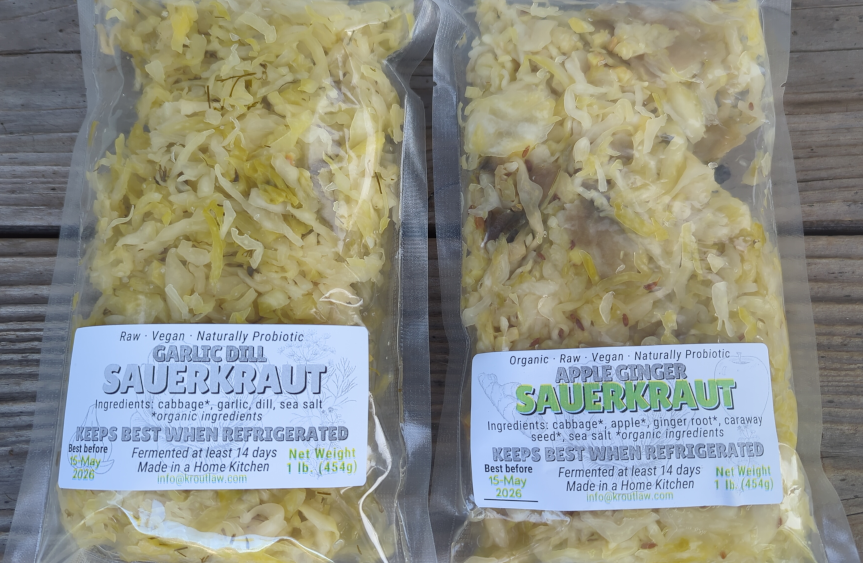 Raw · Vegan · Naturally Probiotic
GARLIC DILL
SAUERKRAUT
Ingredients: cabbage*, garlic, dill, sea salt
*organic ingredients
KEEPS BEST WHEN REFRIGERATED
Best before
15-May
2026
Fermented at least 14 days
Made in a Home Kitchen
info@kroutlaw.com
Net Weight
1 lb. (454g)
Organic · Raw · Vegan · Naturally Probiotic
APPLE GINGER
SAUERKRAUT
Ingredients: cabbage*, apple*, ginger root*, caraway
seed*, sea salt *organic ingredients
KEEPS BEST WHEN REFRIGERATED
Best before
15-May
2026
Fermented at least 14 days
Made in a Home Kitchen
info@kroutlaw.com
Net Weight
1 lb. (454g)